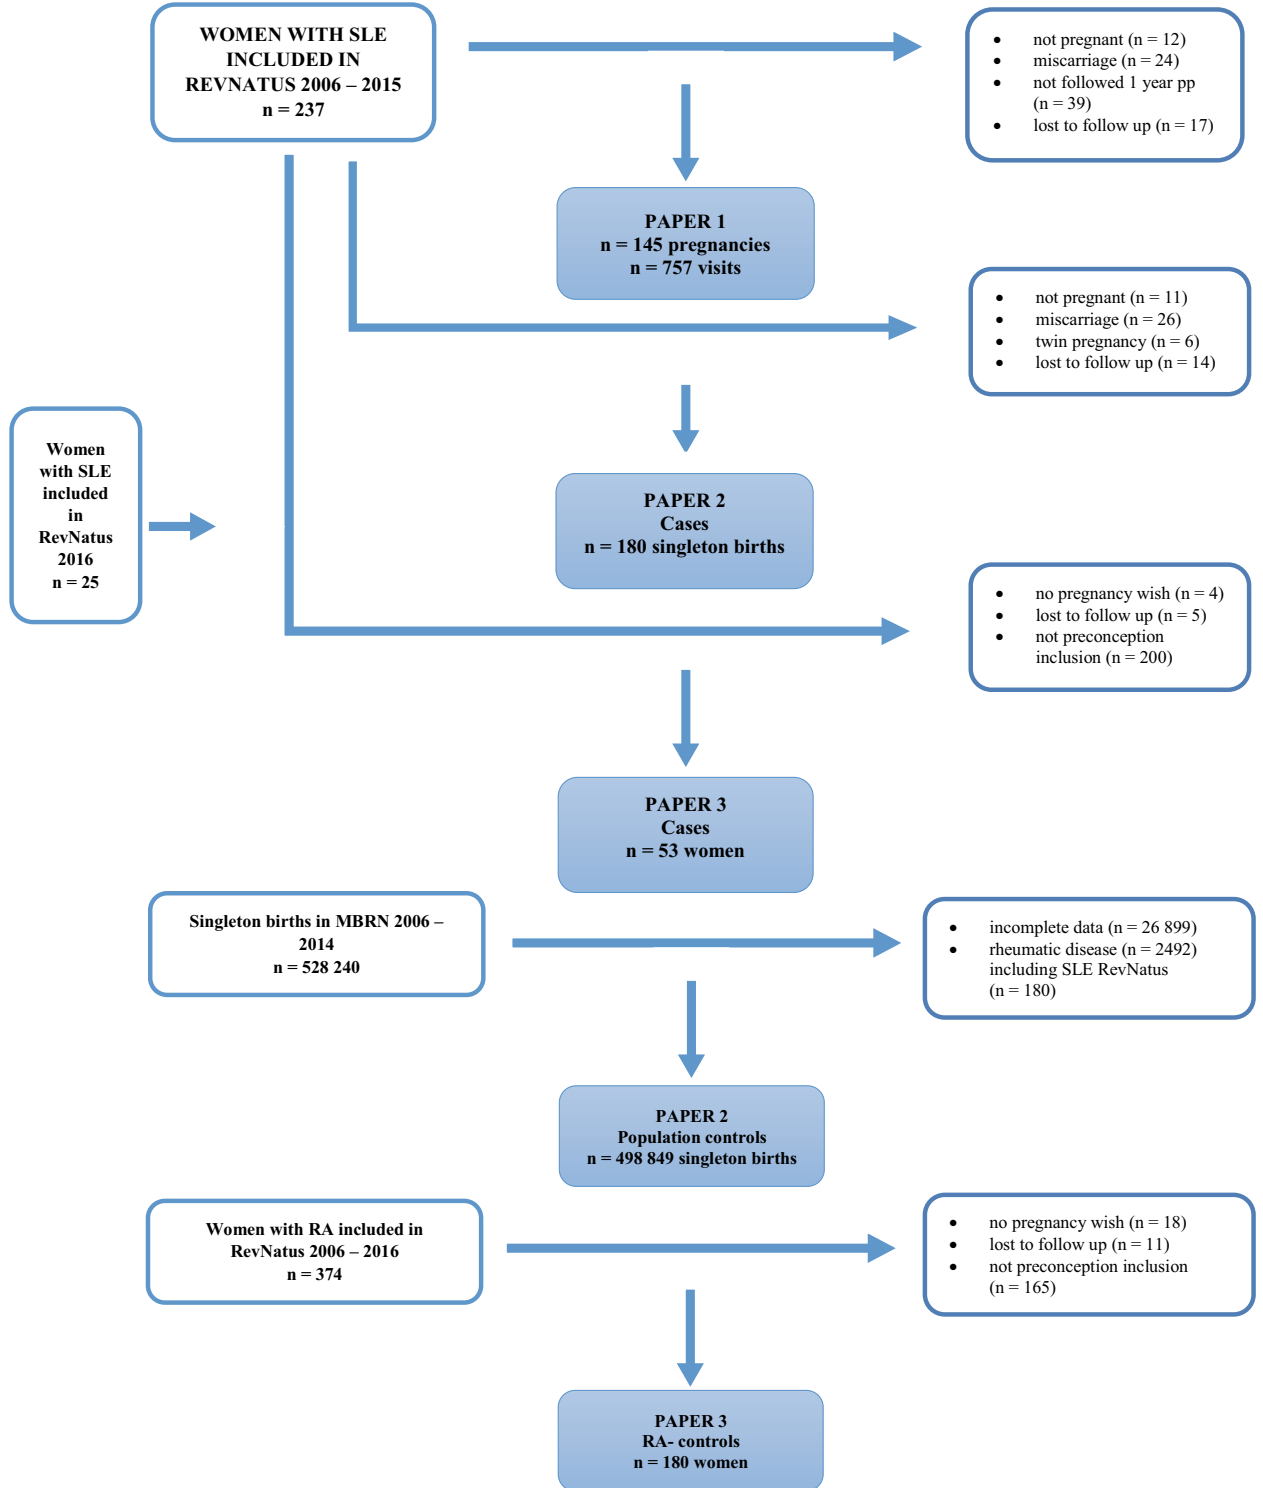 WOMEN WITH SLE
INCLUDED IN
REVNATUS 2006 – 2015
n = 237
• not pregnant (n = 12)
• miscarriage (n = 24)
• not followed 1 year pp
(n = 39)
• lost to follow up (n = 17)
PAPER 1
n = 145 pregnancies
n = 757 visits
• not pregnant (n = 11)
• miscarriage (n = 26)
• twin pregnancy (n = 6)
• lost to follow up (n = 14)
Women
with SLE
included
in
RevNatus
2016
n = 25
PAPER 2
Cases
n = 180 singleton births
• no pregnancy wish (n = 4)
• lost to follow up (n = 5)
• not preconception
inclusion (n = 200)
PAPER 3
Cases
n = 53 women
Singleton births in MBRN 2006 –
2014
n = 528 240
• incomplete data (n = 26 899)
• rheumatic disease (n = 2492)
including SLE RevNatus
(n = 180)
PAPER 2
Population controls
n = 498 849 singleton births
Women with RA included in
RevNatus 2006 – 2016
n = 374
• no pregnancy wish (n = 18)
• lost to follow up (n = 11)
• not preconception inclusion
(n = 165)
PAPER 3
RA- controls
n = 180 women